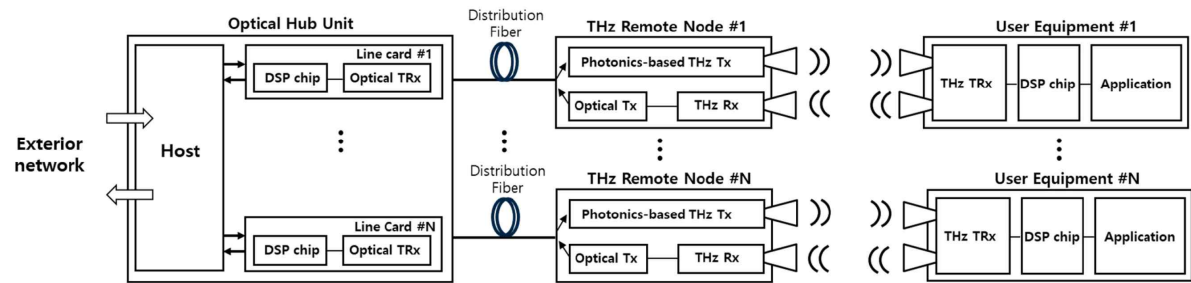 Optical Hub Unit
Distribution
Fiber
THz Remote Node #1
User Equipment #1
Line card #1
DSP chip
Optical TRx
Photonics-based THz Tx
Optical Tx
THz Rx
THz TRx
DSP chip
Application
Exterior
network
Host
Distribution
Fiber
THz Remote Node #N
User Equipment #N
Line Card #N
DSP chip
Optical TRx
Photonics-based THz Tx
Optical Tx
THz Rx
THz TRx
DSP chip
Application